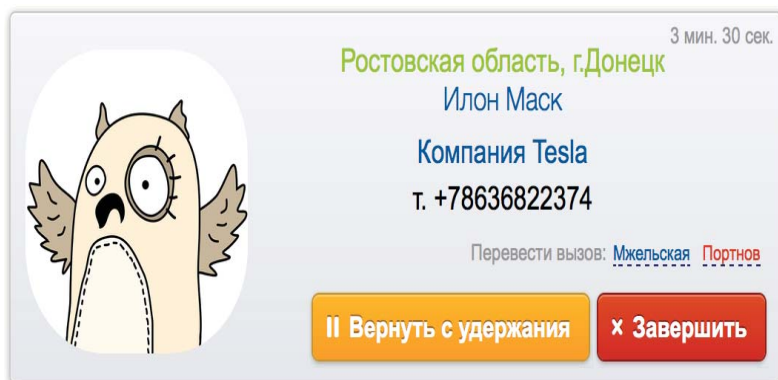 3 мин. 30 сек.
Ростовская область, г.Донецк
Илон Маск
Компания Tesla
т. +78636822374
Перевести вызов: Мжельская Портнов
Вернуть с удержания
× Завершить